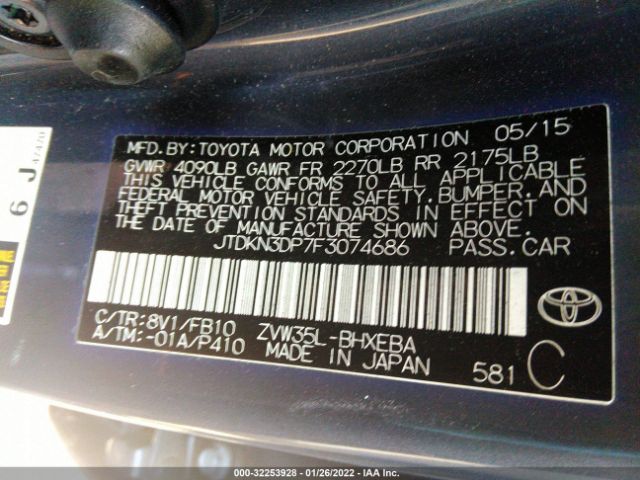 MFD.BY:TOYOTA MOTOR CORPORATION 05/15
GVWR 4090LB GAWR FR 2270LB RR 2175LB
THIS VEHICLE CONFORMS TO ALL APPLICABLE
FEDERAL MOTOR VEHICLE SAFETY,BUMPER,AND
THEFT PREVENTION STANDARDS IN EFFECT ON
THE DATE OF MANUFACTURE SHOWN ABOVE.
JTDKN3DP7F3074686 PASS.CAR
C/TR:8V1/FB10 ZVW35L-BHXEBA
A/TM:-01A/P410 MADE IN JAPAN 581 C
6 J
000-32253928 - 01/26/2022 - IAA Inc.